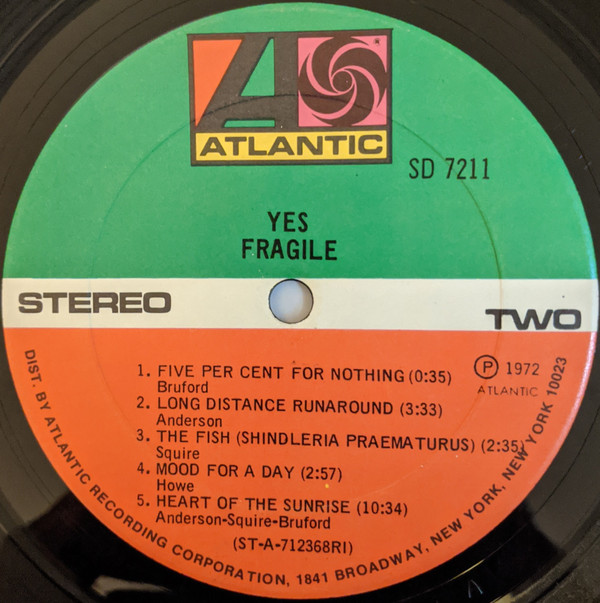 ATLANTIC
SD 7211
YES
FRAGILE
STEREO
TWO
1. FIVE PER CENT FOR NOTHING (0:35)
Bruford
2. LONG DISTANCE RUNAROUND (3:33)
Anderson
3. THE FISH (SHINDLERIA PRAEMATURUS) (2:35)
Squire
4. MOOD FOR A DAY (2:57)
Howe
5. HEART OF THE SUNRISE (10:34)
Anderson-Squire-Bruford
(ST-A-712368RI)
Ⓟ 1972
ATLANTIC
DIST. BY ATLANTIC RECORDING CORPORATION, 1841 BROADWAY, NEW YORK, NEW YORK 10023